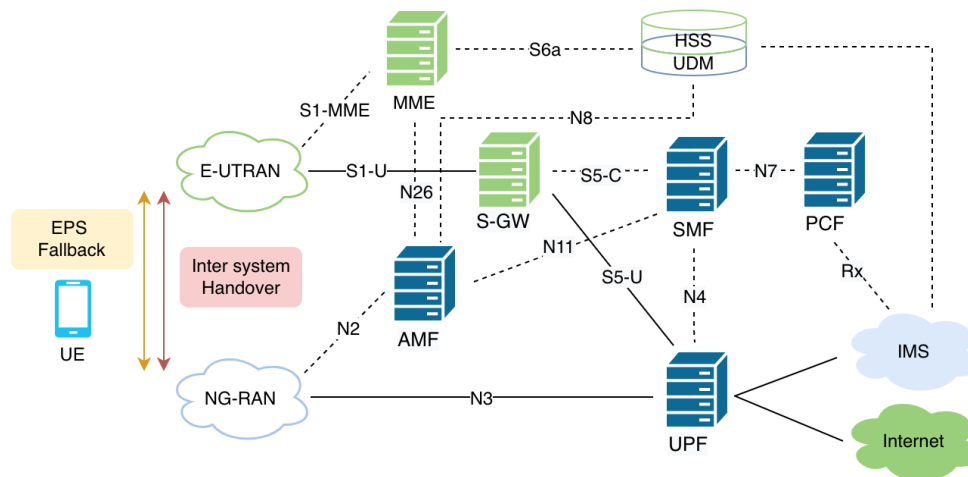 HSS
UDM
S6a
MME
S1-MME
N8
E-UTRAN
S1-U
S5-C
N7
N26
S-GW
SMF
PCF
EPS
Fallback
N11
Inter system
Handover
S5-U
Rx
N4
UE
N2
AMF
IMS
NG-RAN
N3
UPF
Internet